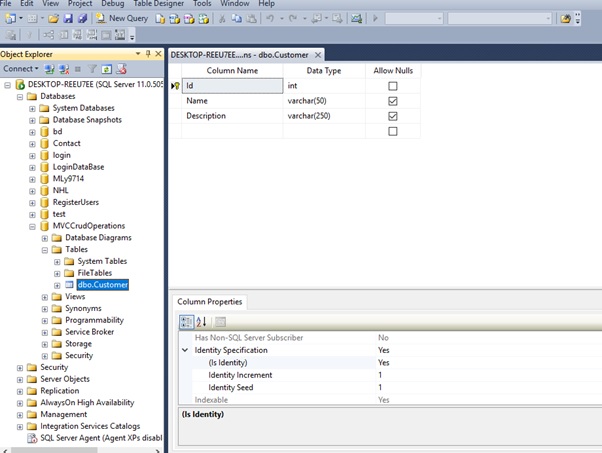 File Edit View Project Debug Table Designer Tools Window Help
New Query
Object Explorer
Connect
DESKTOP-REEU7EE (SQL Server 11.0.505
Databases
System Databases
Database Snapshots
bd
Contact
login
LoginDataBase
MLy9714
NHL
RegisterUsers
test
MVCCrudOperations
Database Diagrams
Tables
System Tables
FileTables
dbo.Customer
Views
Synonyms
Programmability
Service Broker
Storage
Security
Security
Server Objects
Replication
AlwaysOn High Availability
Management
Integration Services Catalogs
SQL Server Agent (Agent XPs disabl
DESKTOP-REEU7EE....ns - dbo.Customer
Column Name Data Type Allow Nulls
Id int
Name varchar(50)
Description varchar(250)
Column Properties
Has Non-SQL Server Subscriber No
Identity Specification Yes
(Is Identity) Yes
Identity Increment 1
Identity Seed 1
Indexable Yes
(Is Identity)